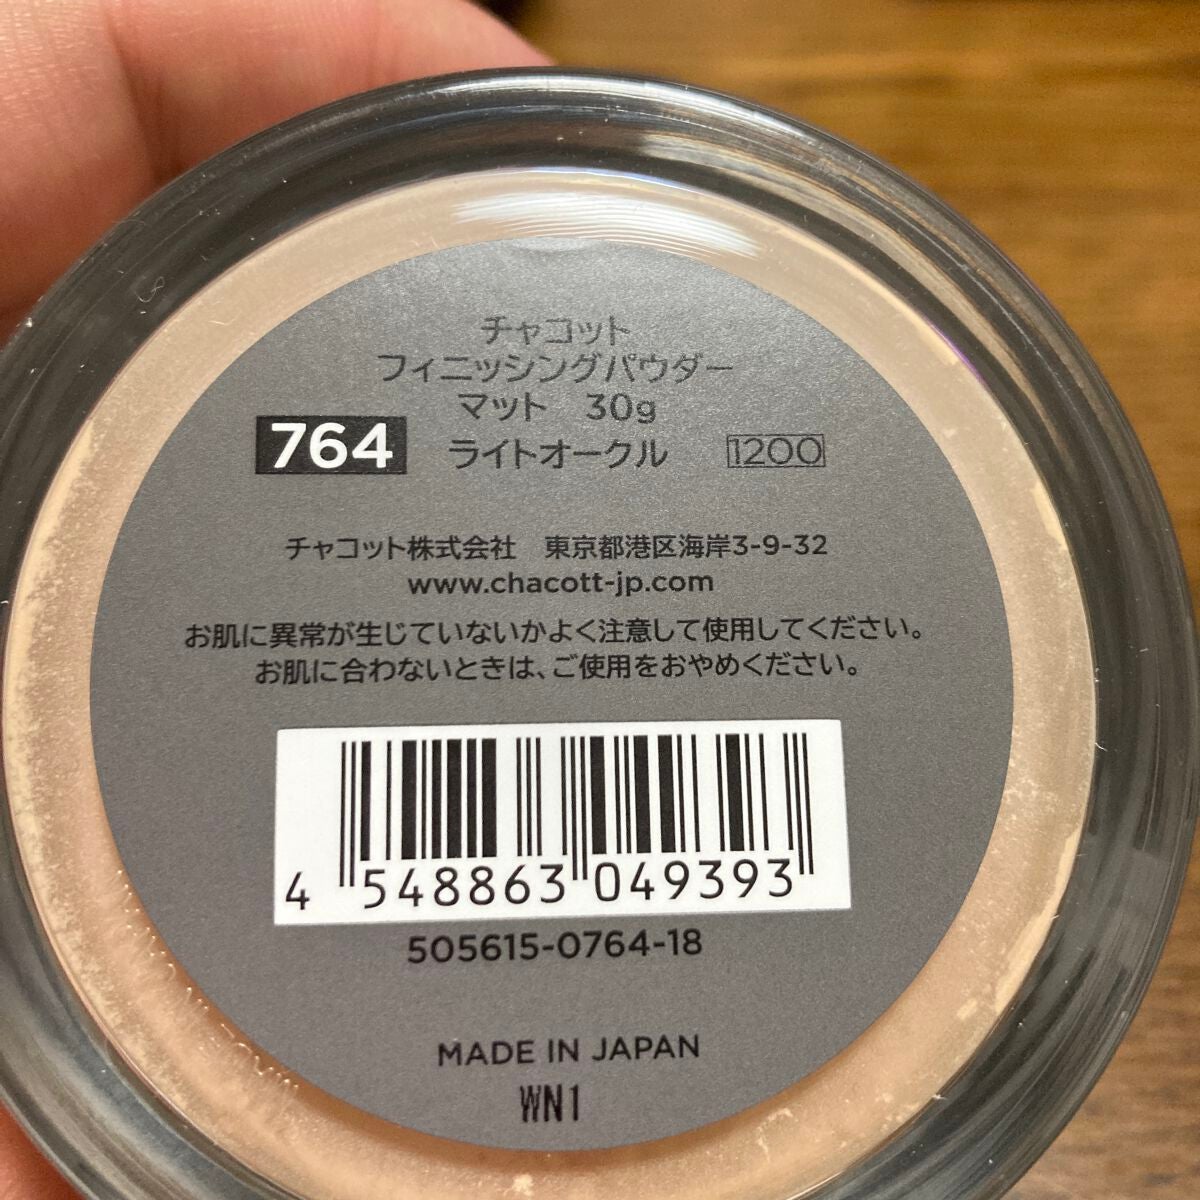 チャコット
フィニッシングパウダー
マット 30g
764 ライトオークル 1200
チャコット株式会社 東京都港区海岸3-9-32
www.chacott-jp.com
お肌に異常が生じていないかよく注意して使用してください。
お肌に合わないときは、ご使用をおやめください。
4 548863 049393
505615-0764-18
MADE IN JAPAN
WN1